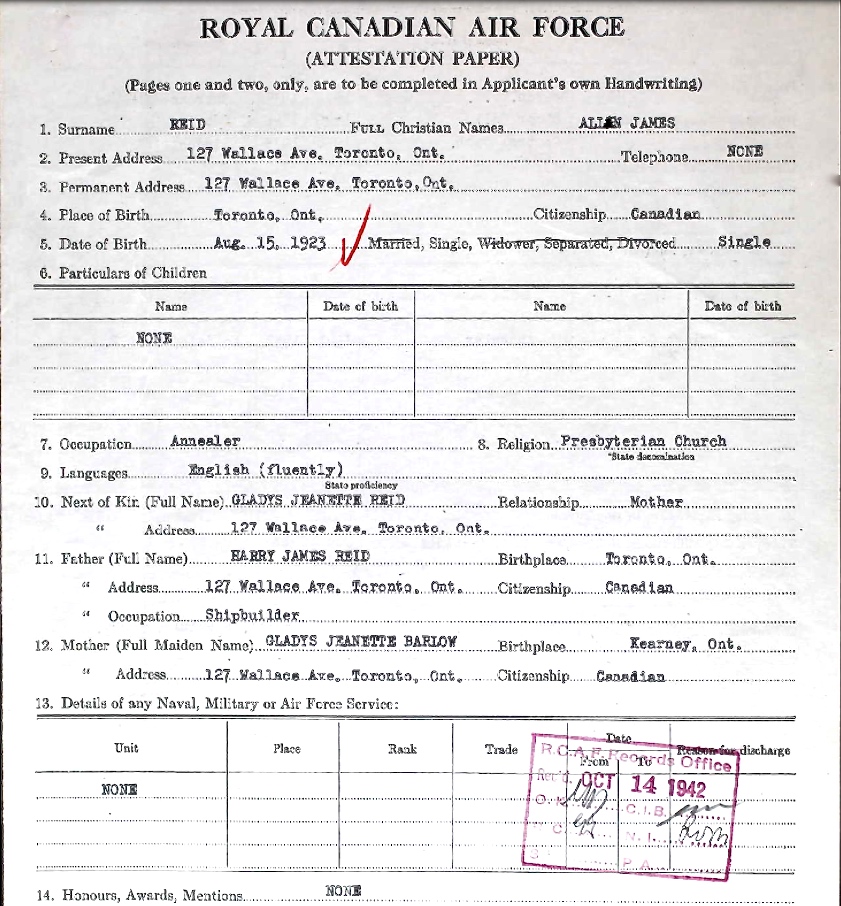 ROYAL CANADIAN AIR FORCE
(ATTESTATION PAPER)
(Pages one and two, only, are to be completed in Applicant's own Handwriting)
1. Surname REID FULL Christian Names ALLEN JAMES
2. Present Address 127 Wallace Ave. Toronto, Ont. Telephone NONE
3. Permanent Address 127 Wallace Ave. Toronto, Ont.
4. Place of Birth Toronto, Ont. Citizenship Canadian
5. Date of Birth Aug. 15, 1923 Married, Single, Widower, Separated, Divorced Single
6. Particulars of Children
Name Date of birth Name Date of birth
NONE
7. Occupation Annealer 8. Religion Presbyterian Church
*State denomination
9. Languages English (fluently)
State proficiency
10. Next of Kin (Full Name) GLADYS JEANETTE REID Relationship Mother
" Address 127 Wallace Ave. Toronto, Ont.
11. Father (Full Name) HARRY JAMES REID Birthplace Toronto, Ont.
" Address 127 Wallace Ave. Toronto, Ont. Citizenship Canadian
" Occupation Shipbuilder
12. Mother (Full Maiden Name) GLADYS JEANETTE BARLOW Birthplace Kearney, Ont.
" Address 127 Wallace Ave. Toronto, Ont. Citizenship Canadian
13. Details of any Naval, Military or Air Force Service:
Unit Place Rank Trade Date Reason for discharge
From To
R.C.A.F. Records Office
NONE
Rec'd. OCT 14 1942
O.K. C.I.B.
C. N.I.
P.A.
14. Honours, Awards, Mentions NONE